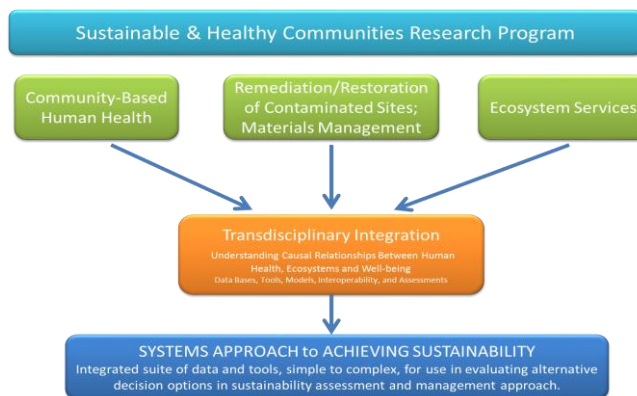 Sustainable & Healthy Communities Research Program
Community-Based
Human Health
Remediation/Restoration
of Contaminated Sites;
Materials Management
Ecosystem Services
Transdisciplinary Integration
Understanding Causal Relationships Between Human
Health, Ecosystems and Well-being
Data Bases, Tools, Models, Interoperability, and Assessments
SYSTEMS APPROACH to ACHIEVING SUSTAINABILITY
Integrated suite of data and tools, simple to complex, for use in evaluating alternative
decision options in sustainability assessment and management approach.